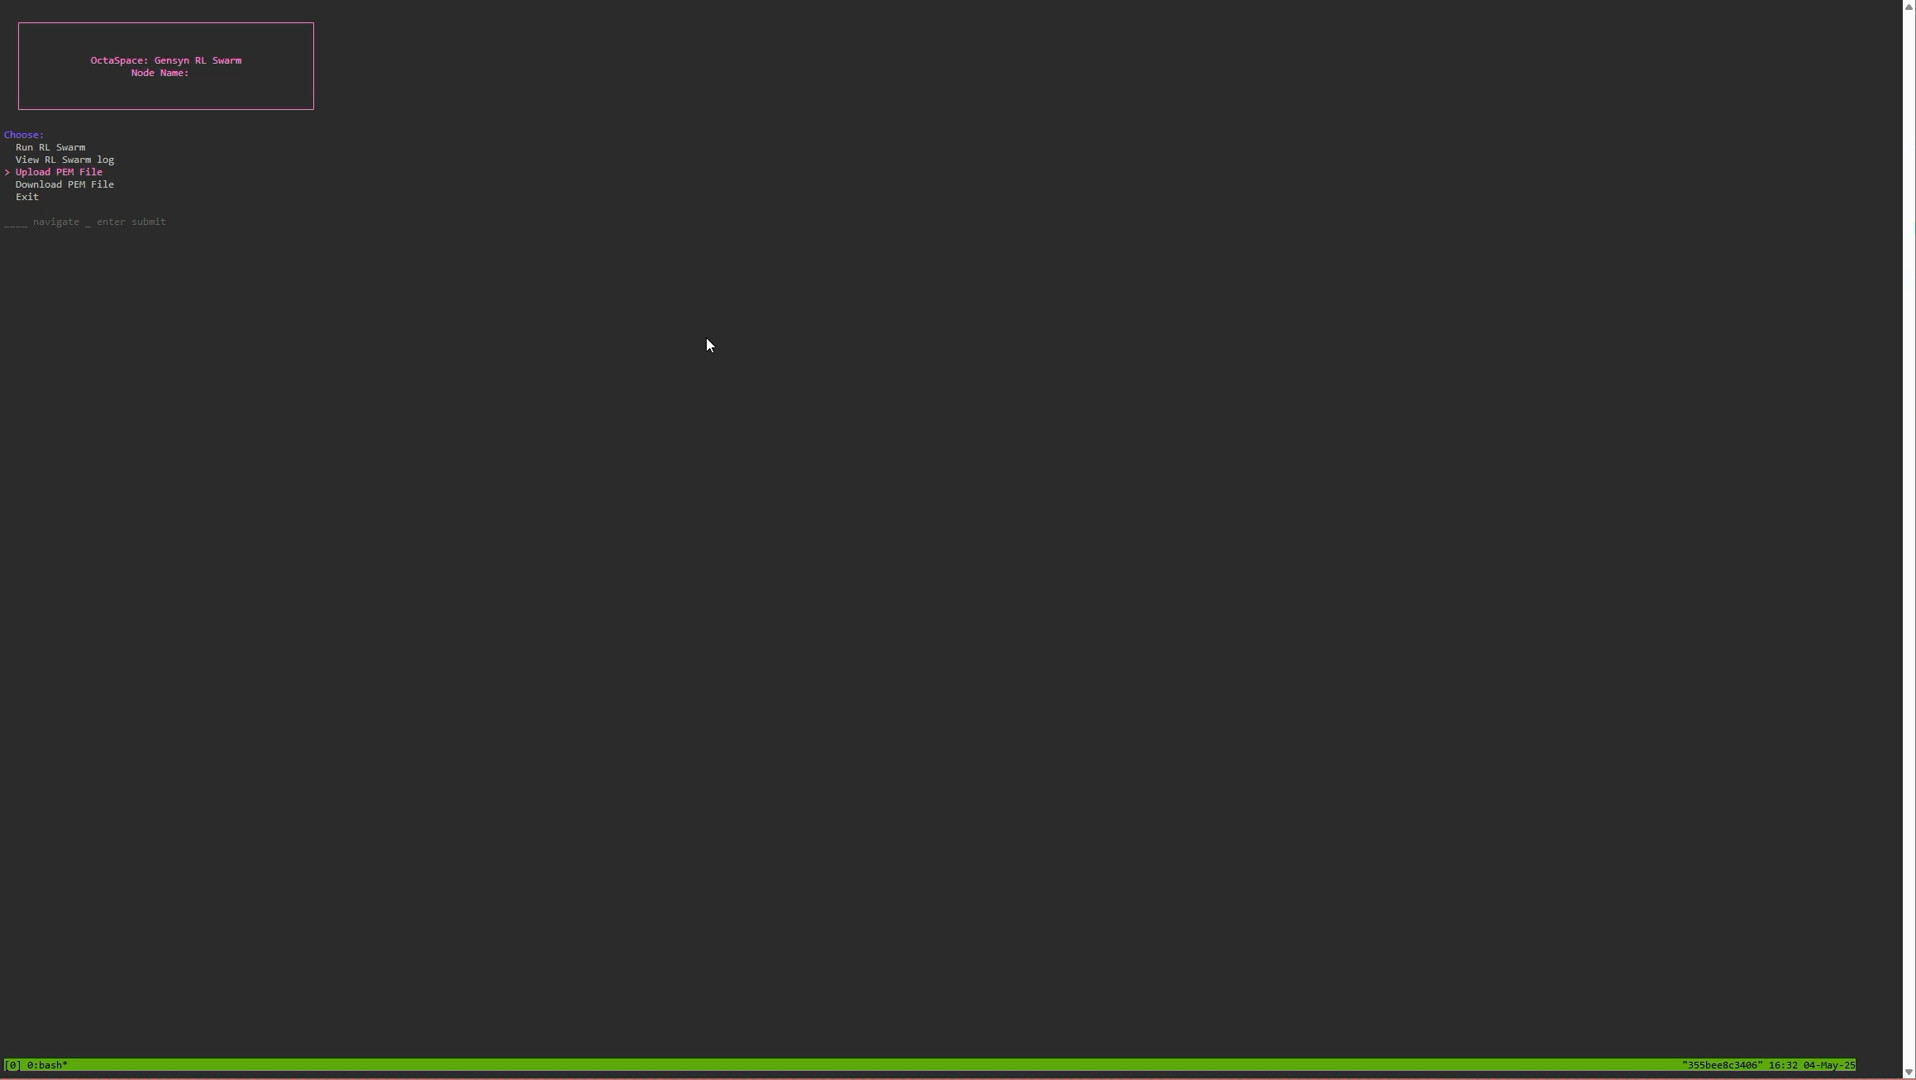 OctaSpace: Gensyn RL Swarm
Node Name:
Choose:
Run RL Swarm
View RL Swarm log
> Upload PEM File
Download PEM File
Exit
____ navigate _ enter submit
[0] 0:bash* "355bee8c3406" 16:32 04-May-25